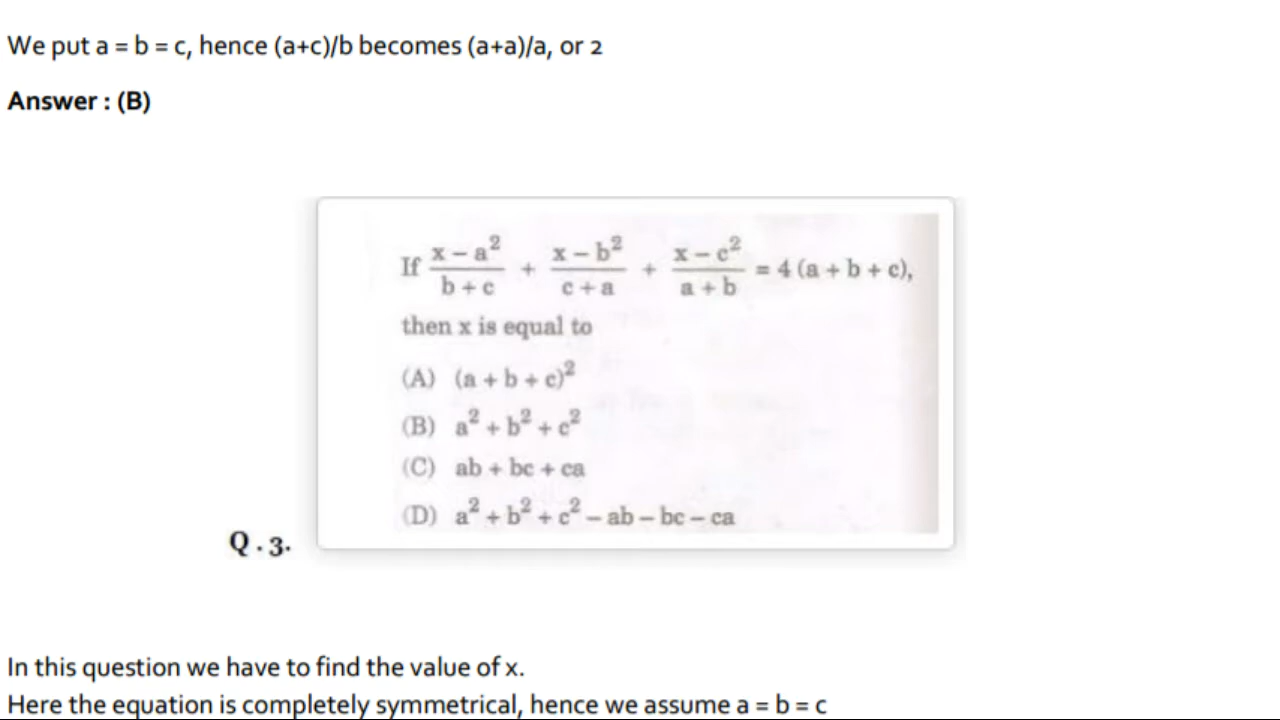 We put a = b = c, hence (a+c)/b becomes (a+a)/a, or 2
Answer : (B)
If (x – a²)/(b + c) + (x – b²)/(c + a) + (x – c²)/(a + b) = 4 (a + b + c),
then x is equal to
(A) (a + b + c)²
(B) a² + b² + c²
(C) ab + bc + ca
(D) a² + b² + c² – ab – bc – ca
Q . 3.
In this question we have to find the value of x.
Here the equation is completely symmetrical, hence we assume a = b = c